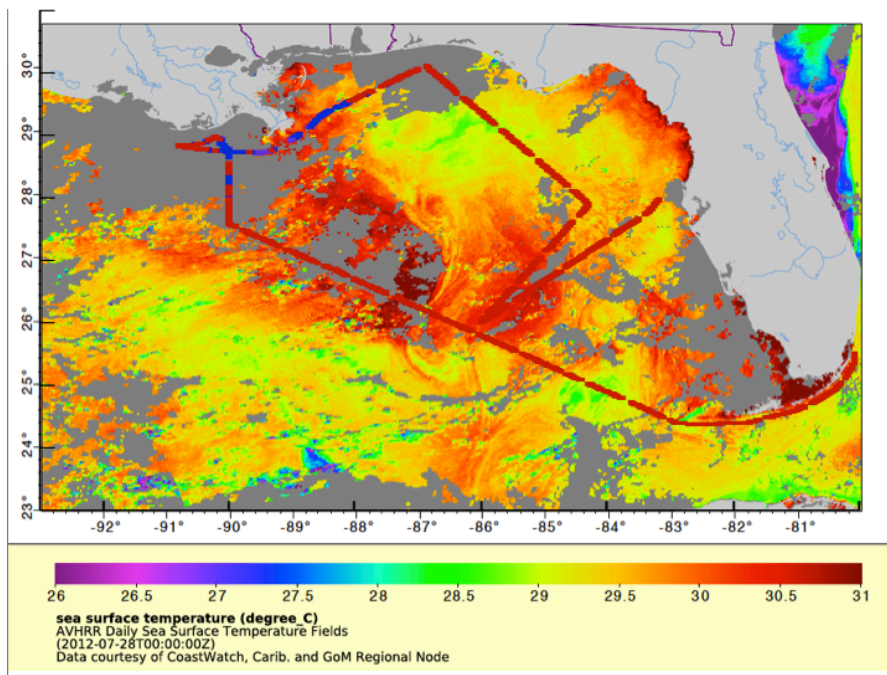 30°
29°
28°
27°
26°
25°
24°
23°
-92° -91° -90° -89° -88° -87° -86° -85° -84° -83° -82° -81°
26 26.5 27 27.5 28 28.5 29 29.5 30 30.5 31
sea surface temperature (degree_C)
AVHRR Daily Sea Surface Temperature Fields
(2012-07-28T00:00:00Z)
Data courtesy of CoastWatch, Carib. and GoM Regional Node